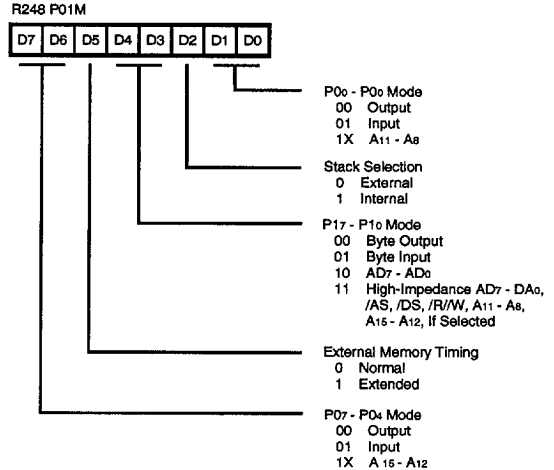 R248 P01M
D7 D6 D5 D4 D3 D2 D1 D0
P00 - P00 Mode
00 Output
01 Input
1X A11 - A8
Stack Selection
0 External
1 Internal
P17 - P10 Mode
00 Byte Output
01 Byte Input
10 AD7 - AD0
11 High-Impedance AD7 - DA0,
/AS, /DS, /R//W, A11 - A8,
A15 - A12, If Selected
External Memory Timing
0 Normal
1 Extended
P07 - P04 Mode
00 Output
01 Input
1X A 15 - A12